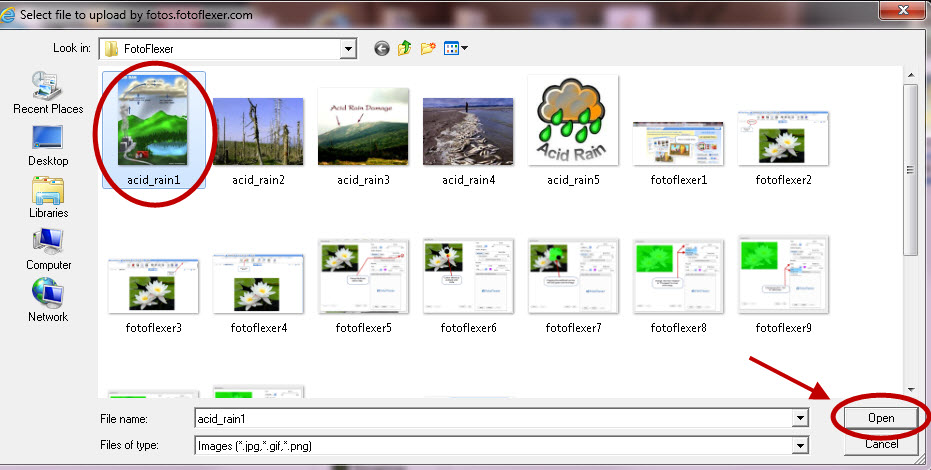 Select file to upload by fotos.fotoflexer.com
Look in: FotoFlexer
Recent Places
Desktop
Libraries
Computer
Network
Acid Rain Damage
Acid Rain
acid_rain1 acid_rain2 acid_rain3 acid_rain4 acid_rain5 fotoflexer1 fotoflexer2
fotoflexer3 fotoflexer4 fotoflexer5 fotoflexer6 fotoflexer7 fotoflexer8 fotoflexer9
File name: acid_rain1 Open
Files of type: Images (*.jpg,*.gif,*.png) Cancel